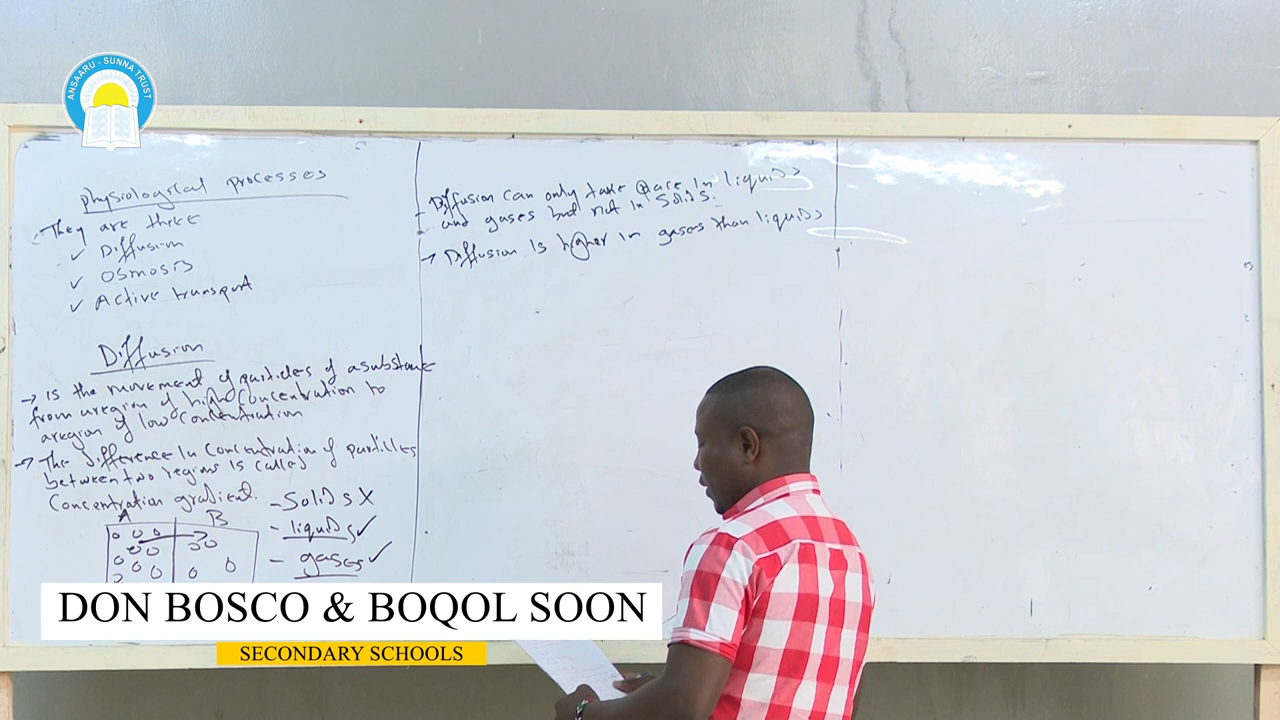 ANSAARU - SUNNA TRUST
physiological processes
They are three
✓ Diffusion
✓ Osmosis
✓ Active transport
Diffusion
→ is the movement of particles of a substance
from a region of high concentration to
a region of low concentration
→ The difference in concentration of particles
between two regions is called
concentration gradient.
A B
- Solids X
- liquids ✓
- gases ✓
- Diffusion can only take place in liquids
and gases but not in solids.
→ Diffusion is higher in gases than liquids
DON BOSCO & BOQOL SOON
SECONDARY SCHOOLS